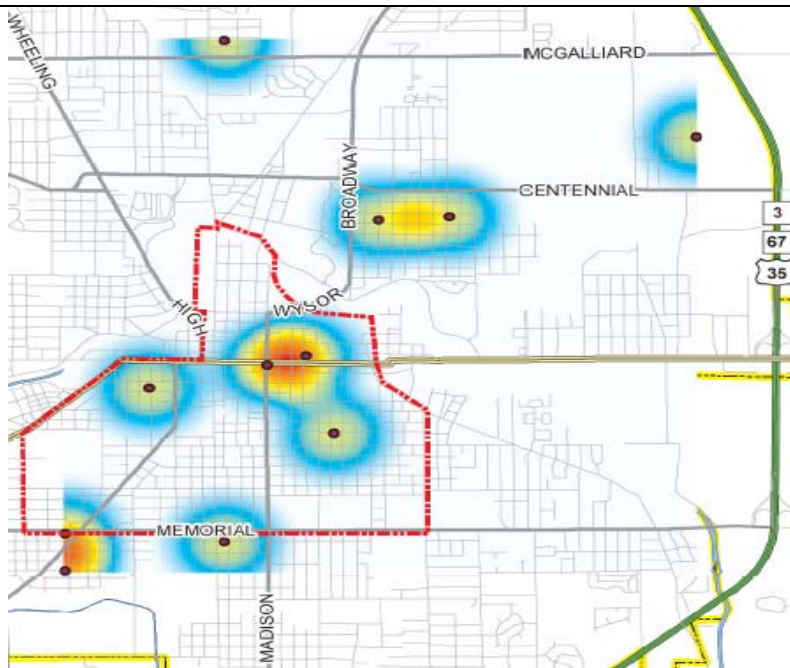 WHEELING
MCGALLIARD
BROADWAY
CENTENNIAL
3
67
35
HIGH
WYSOR
MEMORIAL
MADISON